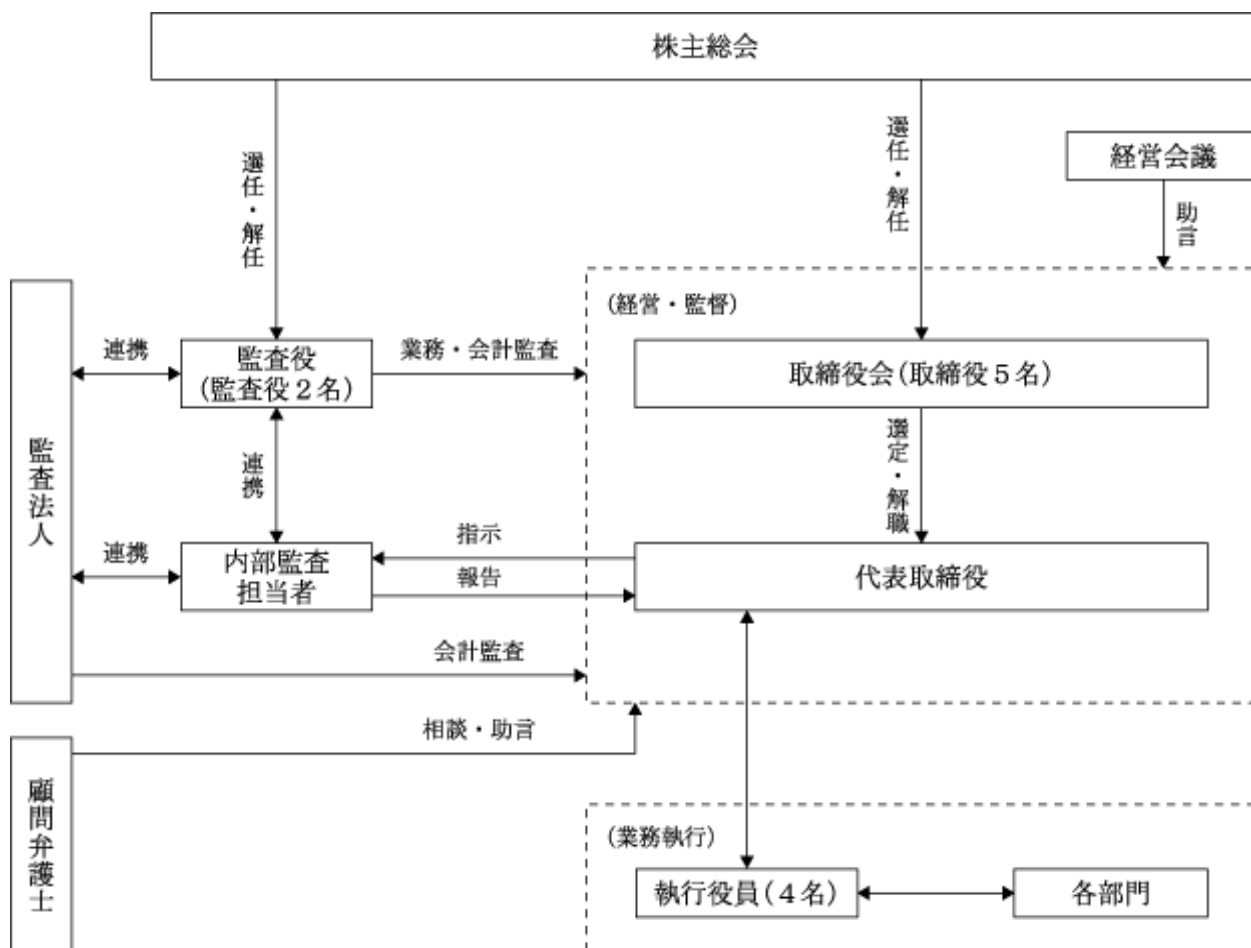 株主総会
選任・解任
選任・解任
経営会議
助言
(経営・監督)
連携
監査役
(監査役2名)
業務・会計監査
取締役会(取締役5名)
監査法人
連携
選定・解職
連携
内部監査
担当者
指示
報告
代表取締役
会計監査
相談・助言
顧問弁護士
(業務執行)
執行役員(4名)
各部門